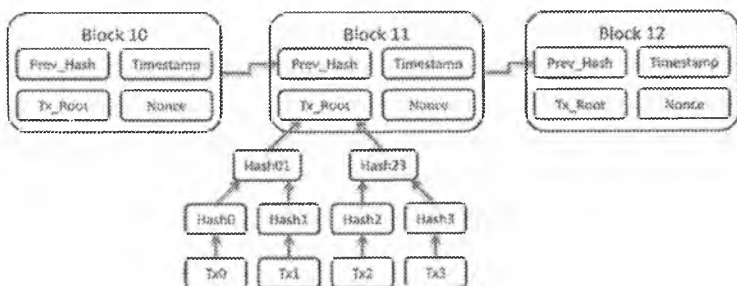 Block 10 Block 11 Block 12
Prev_Hash Timestamp Prev_Hash Timestamp Prev_Hash Timestamp
Tx_Root Nonce Tx_Root Nonce Tx_Root Nonce
Hash01 Hash23
Hash0 Hash1 Hash2 Hash3
Tx0 Tx1 Tx2 Tx3